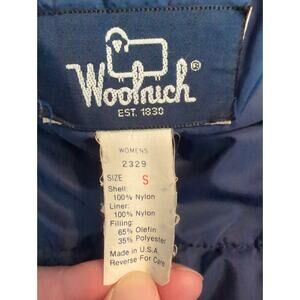 Woolrich
®
EST. 1830
WOMENS
2329
SIZE S
Shell:
100% Nylon
Liner:
100% Nylon
Filling:
65% Olefin
35% Polyester
Made in U.S.A.
Reverse For Care